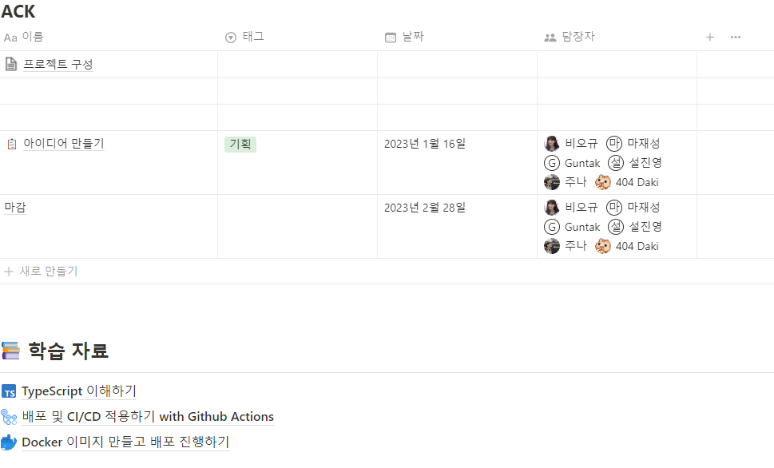 ACK
Aa 이름 태그 날짜 담장자 + ...
프로젝트 구성
아이디어 만들기 기획 2023년 1월 16일 비오규 마 마재성
G Guntak 설 설진영
주나 404 Daki
마감 2023년 2월 28일 비오규 마 마재성
G Guntak 설 설진영
주나 404 Daki
+ 새로 만들기
학습 자료
TS TypeScript 이해하기
배포 및 CI/CD 적용하기 with Github Actions
Docker 이미지 만들고 배포 진행하기